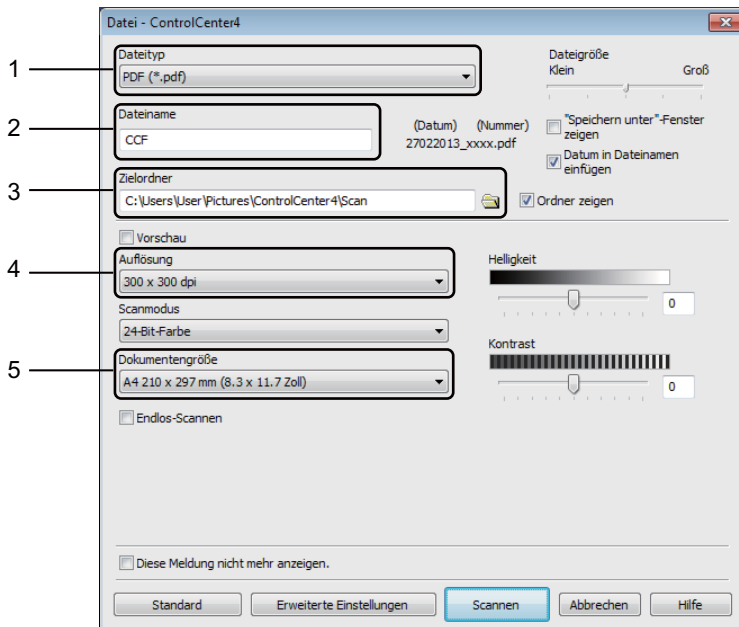 Datei - ControlCenter4
1
Dateityp
PDF (*.pdf)
Dateigröße
Klein Groß
2
Dateiname
CCF
(Datum) (Nummer)
27022013_xxxx.pdf
"Speichern unter"-Fenster
zeigen
Datum in Dateinamen
einfügen
3
Zielordner
C:\Users\User\Pictures\ControlCenter4\Scan
Ordner zeigen
Vorschau
4
Auflösung
300 x 300 dpi
Helligkeit
0
Scanmodus
24-Bit-Farbe
Kontrast
0
5
Dokumentengröße
A4 210 x 297 mm (8.3 x 11.7 Zoll)
Endlos-Scannen
Diese Meldung nicht mehr anzeigen.
Standard Erweiterte Einstellungen Scannen Abbrechen Hilfe